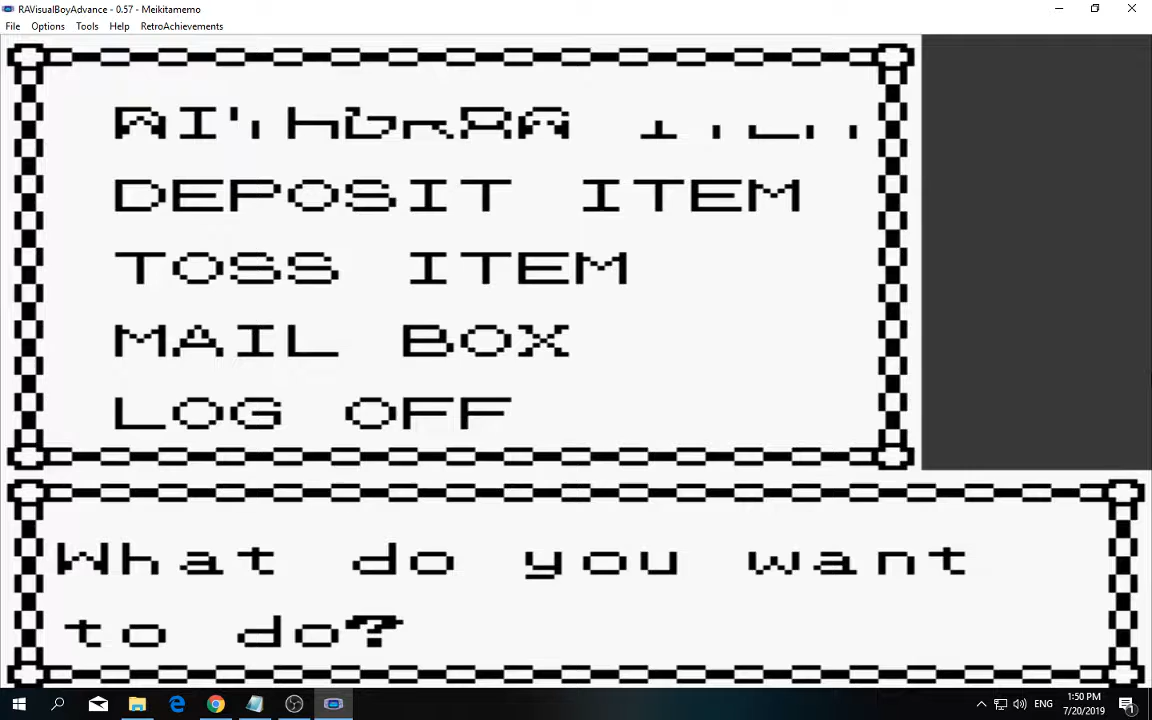 RAVisualBoyAdvance - 0.57 - Meikitamemo
File Options Tools Help RetroAchievements
DEPOSIT ITEM
TOSS ITEM
MAIL BOX
LOG OFF
What do you want
to do?
ENG
1:50 PM
7/20/2019
1